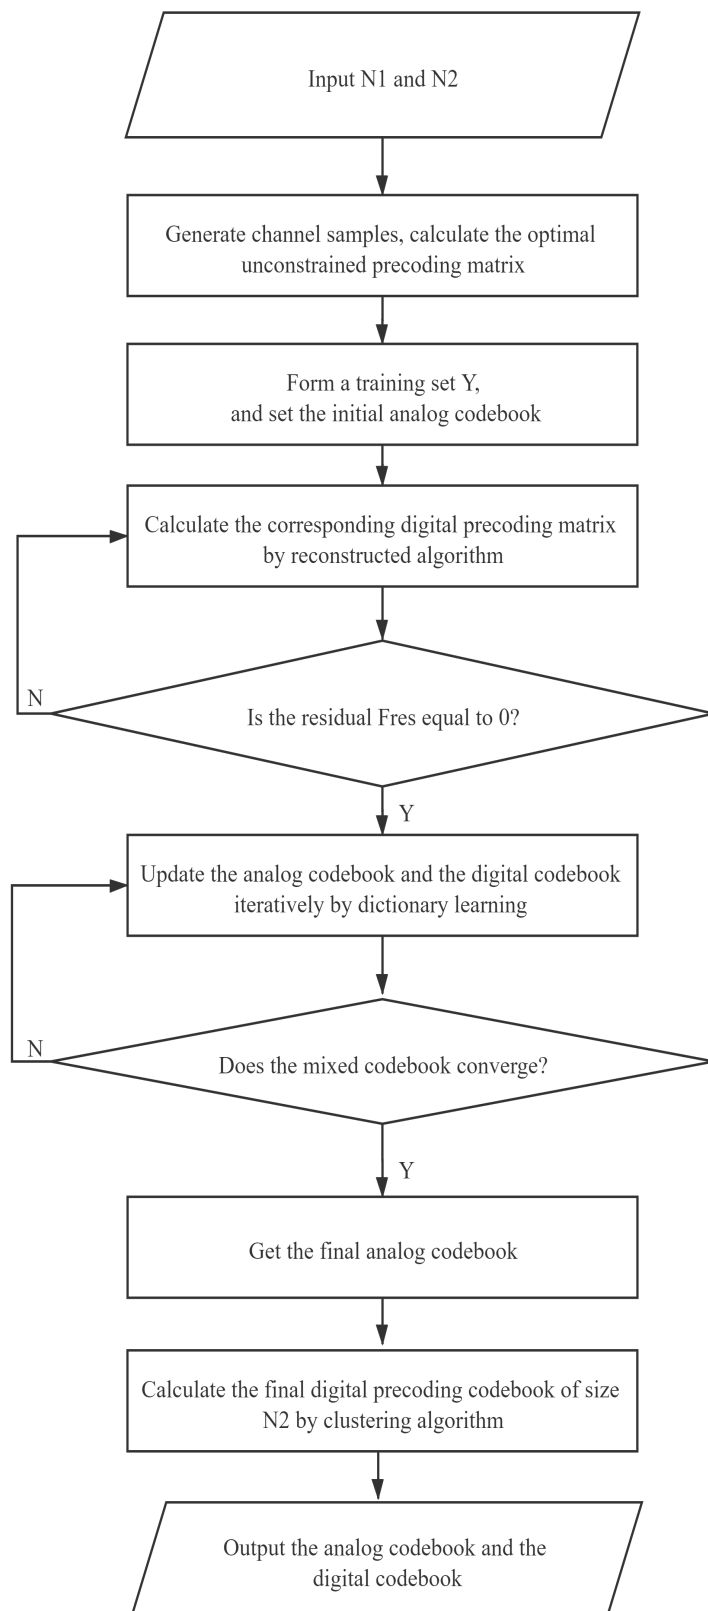 Input N1 and N2
Generate channel samples, calculate the optimal
unconstrained precoding matrix
Form a training set Y,
and set the initial analog codebook
Calculate the corresponding digital precoding matrix
by reconstructed algorithm
N
Is the residual Fres equal to 0?
Y
Update the analog codebook and the digital codebook
iteratively by dictionary learning
N
Does the mixed codebook converge?
Y
Get the final analog codebook
Calculate the final digital precoding codebook of size
N2 by clustering algorithm
Output the analog codebook and the
digital codebook